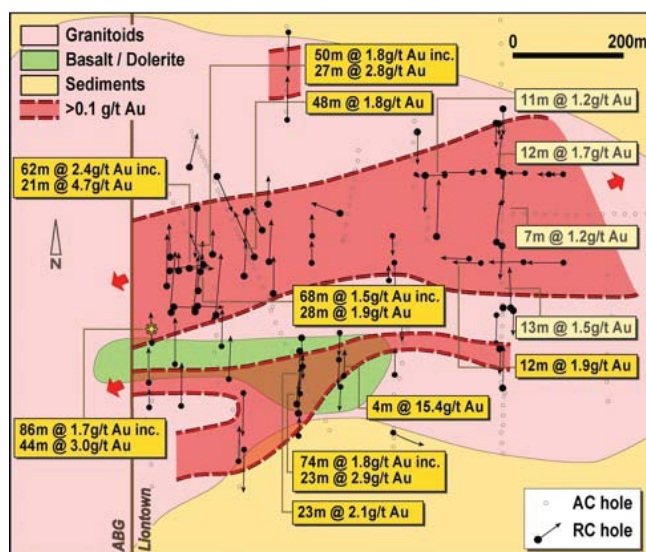 Granitoids
Basalt / Dolerite
Sediments
>0.1 g/t Au
50m @ 1.8g/t Au inc.
27m @ 2.8g/t Au
48m @ 1.8g/t Au
0 200m
11m @ 1.2g/t Au
12m @ 1.7g/t Au
62m @ 2.4g/t Au inc.
21m @ 4.7g/t Au
N
7m @ 1.2g/t Au
68m @ 1.5g/t Au inc.
28m @ 1.9g/t Au
13m @ 1.5g/t Au
12m @ 1.9g/t Au
4m @ 15.4g/t Au
86m @ 1.7g/t Au inc.
44m @ 3.0g/t Au
74m @ 1.8g/t Au inc.
23m @ 2.9g/t Au
23m @ 2.1g/t Au
ABG
Liontown
AC hole
RC hole